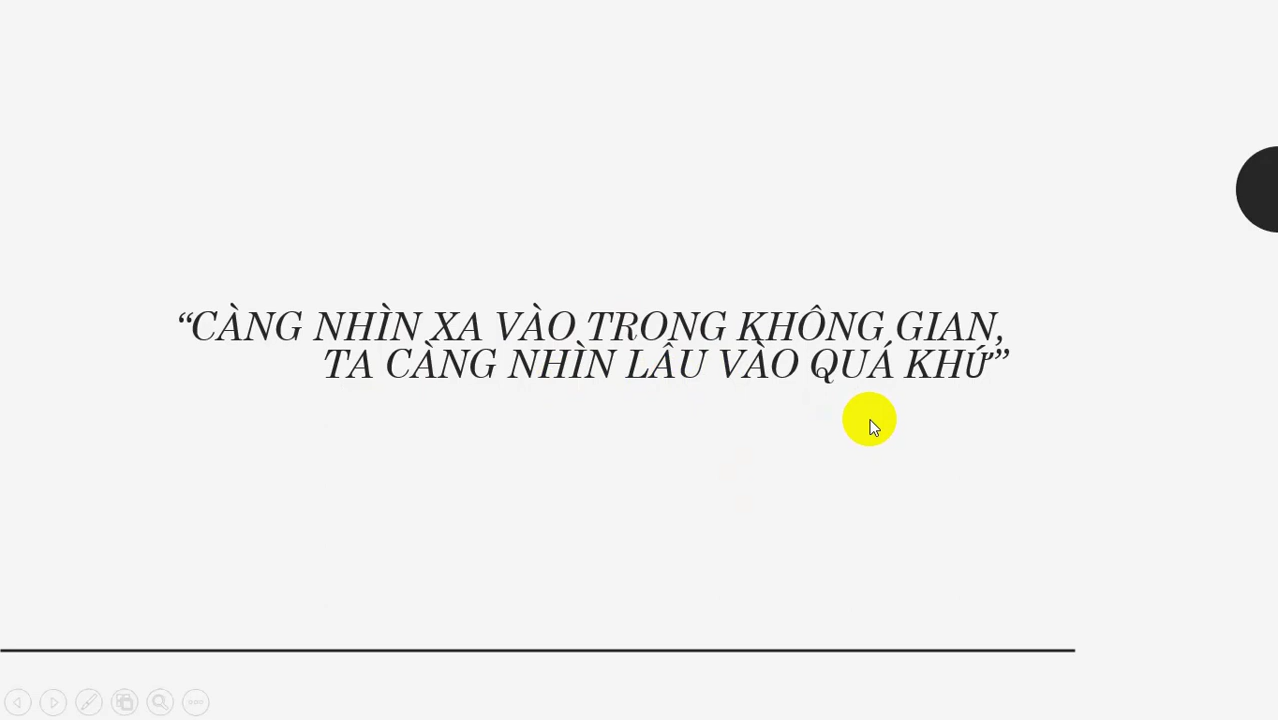 “CÀNG NHÌN XA VÀO TRONG KHÔNG GIAN,
TA CÀNG NHÌN LÂU VÀO QUÁ KHỨ”